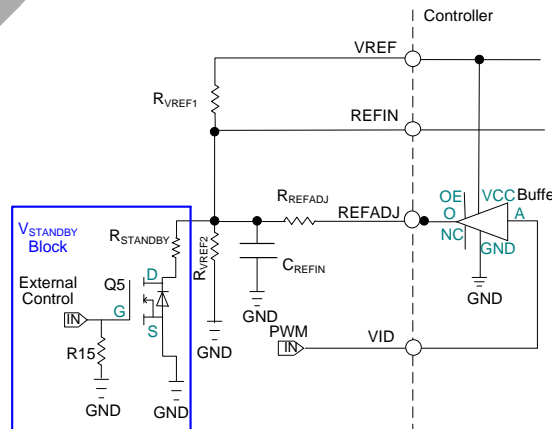 Controller
VREF
RVREF1
REFIN
RREFADJ
REFADJ
OE
VCC
Buffe
O
A
NC
GND
GND
VSTANDBY
Block
RSTANDBY
RVREF2
CREFIN
GND
External
Control
Q5
D
G
S
IN
R15
GND
GND
GND
PWM
IN
VID